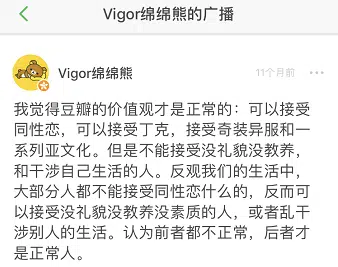 Vigor绵绵熊的广播
Vigor绵绵熊
11个月前
我觉得豆瓣的价值观才是正常的：可以接受
同性恋，可以接受丁克，接受奇装异服和一
系列亚文化。但是不能接受没礼貌没教养，
和干涉自己生活的人。反观我们的生活中，
大部分人都不能接受同性恋什么的，反而可
以接受没礼貌没教养没素质的人，或者乱干
涉别人的生活。认为前者都不正常，后者才
是正常人。